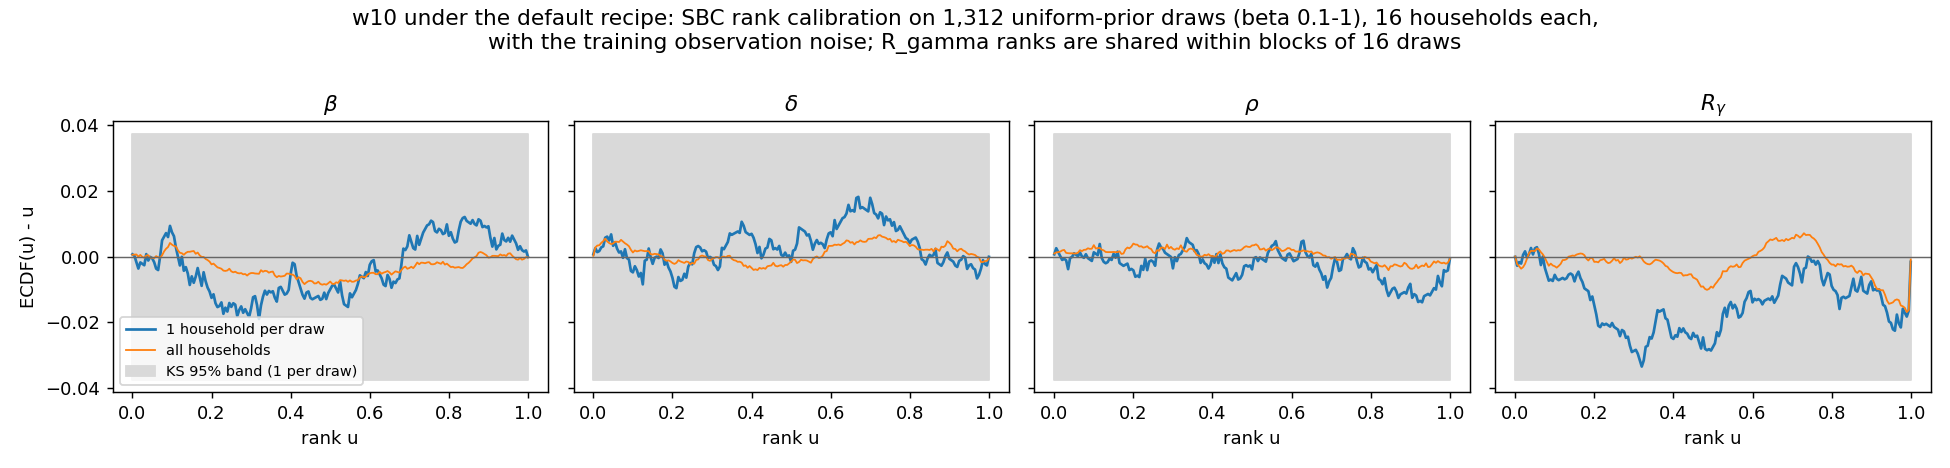 w10 under the default recipe: SBC rank calibration on 1,312 uniform-prior draws (beta 0.1-1), 16 households each,
with the training observation noise; R_gamma ranks are shared within blocks of 16 draws
β
δ
ρ
Rγ
ECDF(u) - u
0.04
0.02
0.00
−0.02
−0.04
1 household per draw
all households
KS 95% band (1 per draw)
0.0 0.2 0.4 0.6 0.8 1.0
rank u
0.0 0.2 0.4 0.6 0.8 1.0
rank u
0.0 0.2 0.4 0.6 0.8 1.0
rank u
0.0 0.2 0.4 0.6 0.8 1.0
rank u